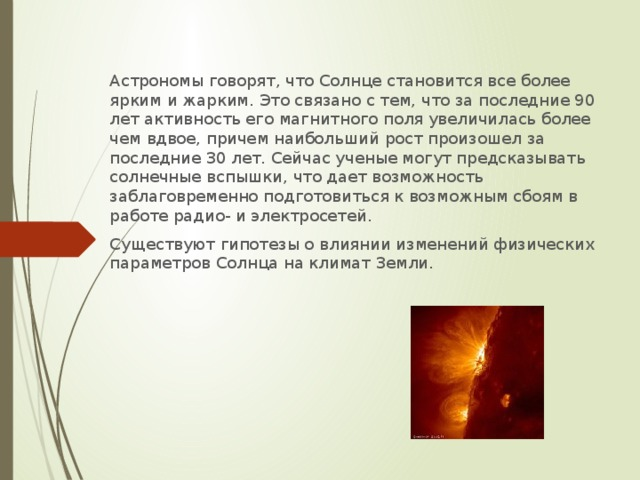 Астрономы говорят, что Солнце становится все более
ярким и жарким. Это связано с тем, что за последние 90
лет активность его магнитного поля увеличилась более
чем вдвое, причем наибольший рост произошел за
последние 30 лет. Сейчас ученые могут предсказывать
солнечные вспышки, что дает возможность
заблаговременно подготовиться к возможным сбоям в
работе радио- и электросетей.
Существуют гипотезы о влиянии изменений физических
параметров Солнца на климат Земли.